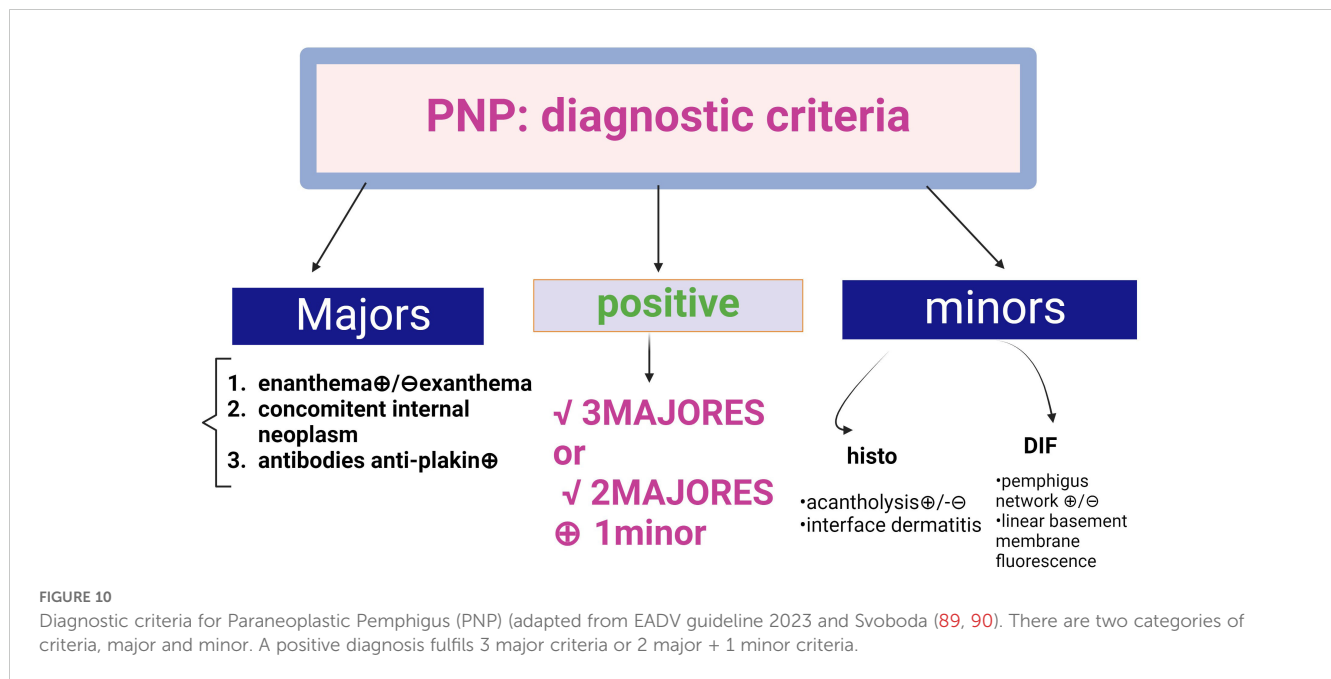 PNP: diagnostic criteria
Majors
1. enanthema⊕/⊖exanthema
2. concomitent internal
neoplasm
3. antibodies anti-plakin⊕
positive
√ 3MAJORES
or
√ 2MAJORES
⊕ 1minor
minors
histo
•acantholysis⊕/-⊖
•interface dermatitis
DIF
•pemphigus
network ⊕/⊖
•linear basement
membrane
fluorescence
FIGURE 10
Diagnostic criteria for Paraneoplastic Pemphigus (PNP) (adapted from EADV guideline 2023 and Svoboda (89, 90). There are two categories of
criteria, major and minor. A positive diagnosis fulfils 3 major criteria or 2 major + 1 minor criteria.